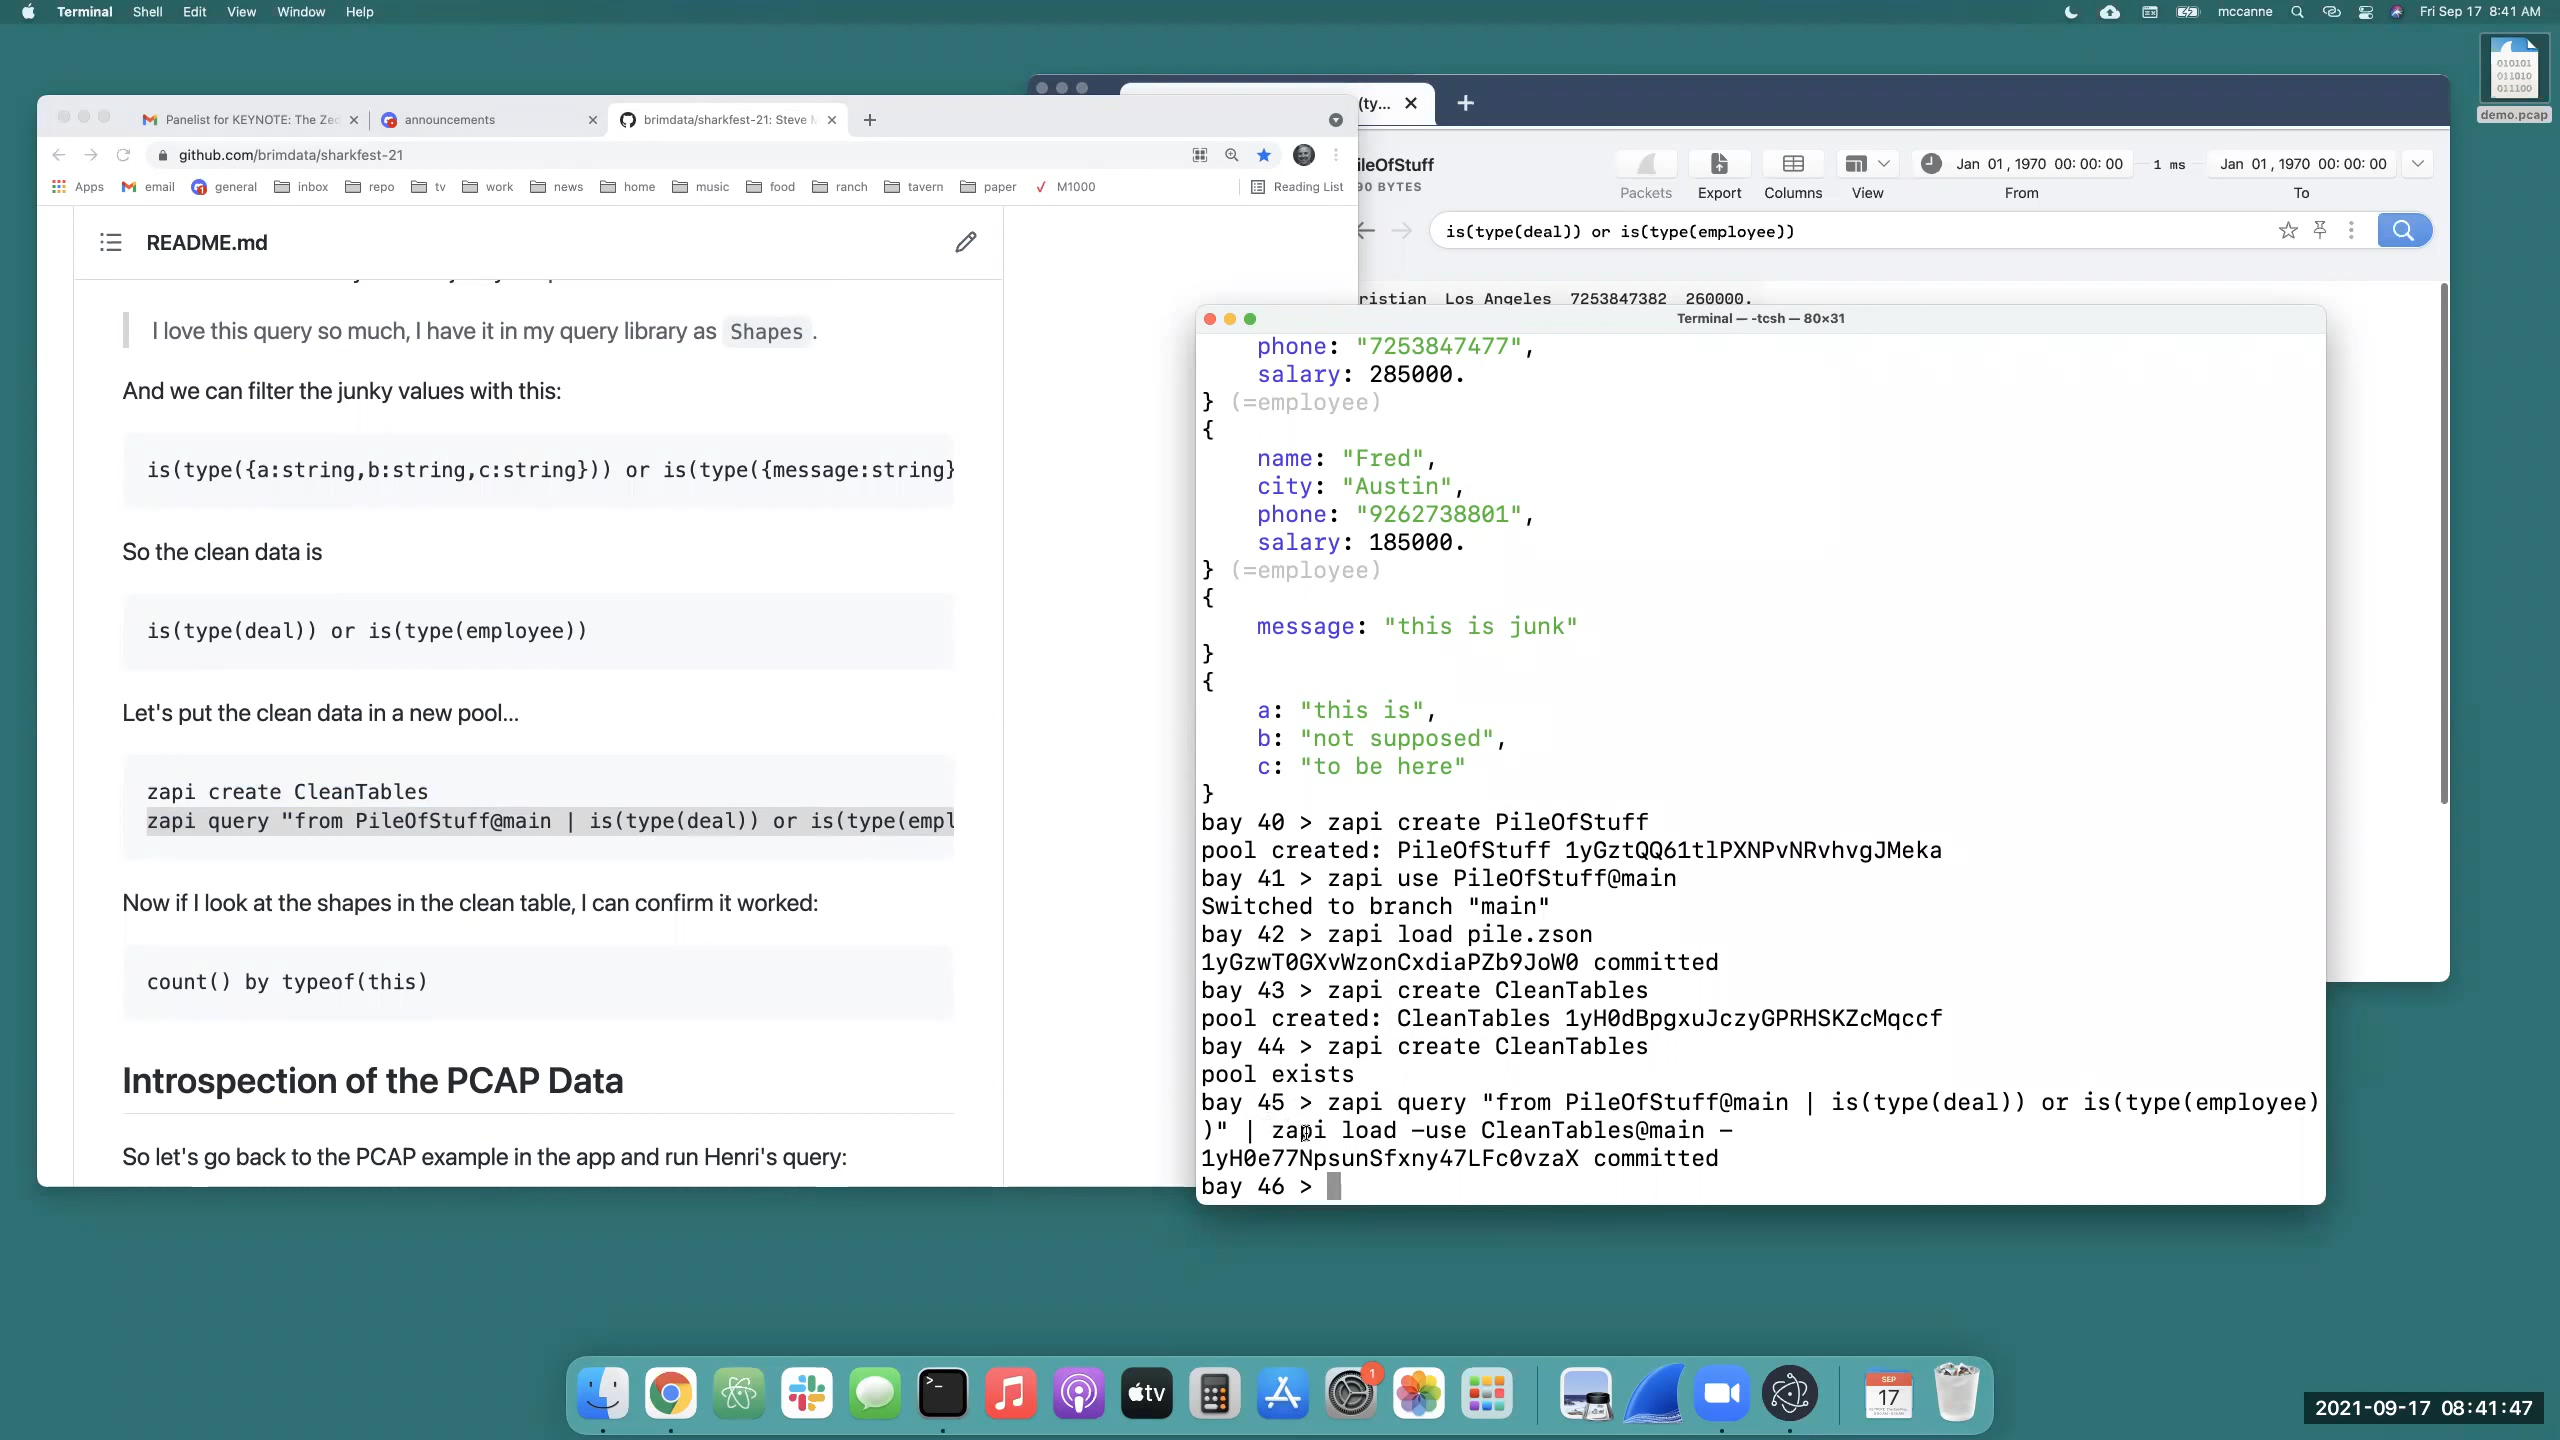 Terminal Shell Edit View Window Help
mccanne Fri Sep 17 8:41 AM
010101
011010
011100
demo.pcap
Panelist for KEYNOTE: The Zed
announcements
brimdata/sharkfest-21: Steve M
github.com/brimdata/sharkfest-21
Apps email general inbox repo tv work news home music food ranch tavern paper M1000 Reading List
README.md
I love this query so much, I have it in my query library as Shapes .
And we can filter the junky values with this:
is(type({a:string,b:string,c:string})) or is(type({message:string}
So the clean data is
is(type(deal)) or is(type(employee))
Let's put the clean data in a new pool...
zapi create CleanTables
zapi query "from PileOfStuff@main | is(type(deal)) or is(type(empl
Now if I look at the shapes in the clean table, I can confirm it worked:
count() by typeof(this)
Introspection of the PCAP Data
So let's go back to the PCAP example in the app and run Henri's query:
(ty...
ileOfStuff
90 BYTES
Packets Export Columns View
Jan 01, 1970 00:00:00 1 ms Jan 01, 1970 00:00:00
From To
is(type(deal)) or is(type(employee))
ristian Los Angeles 7253847382 260000.
Terminal — -tcsh — 80×31
phone: "7253847477",
salary: 285000.
} (=employee)
{
name: "Fred",
city: "Austin",
phone: "9262738801",
salary: 185000.
} (=employee)
{
message: "this is junk"
}
{
a: "this is",
b: "not supposed",
c: "to be here"
}
bay 40 > zapi create PileOfStuff
pool created: PileOfStuff 1yGztQQ61tlPXNPvNRvhvgJMeka
bay 41 > zapi use PileOfStuff@main
Switched to branch "main"
bay 42 > zapi load pile.zson
1yGzwT0GXvWzonCxdiaPZb9JoW0 committed
bay 43 > zapi create CleanTables
pool created: CleanTables 1yH0dBpgxuJczyGPRHSKZcMqccf
bay 44 > zapi create CleanTables
pool exists
bay 45 > zapi query "from PileOfStuff@main | is(type(deal)) or is(type(employee)
)" | zapi load -use CleanTables@main -
1yH0e77NpsunSfxny47LFc0vzaX committed
bay 46 >
tv
1
SEP
17
2021-09-17 08:41:47